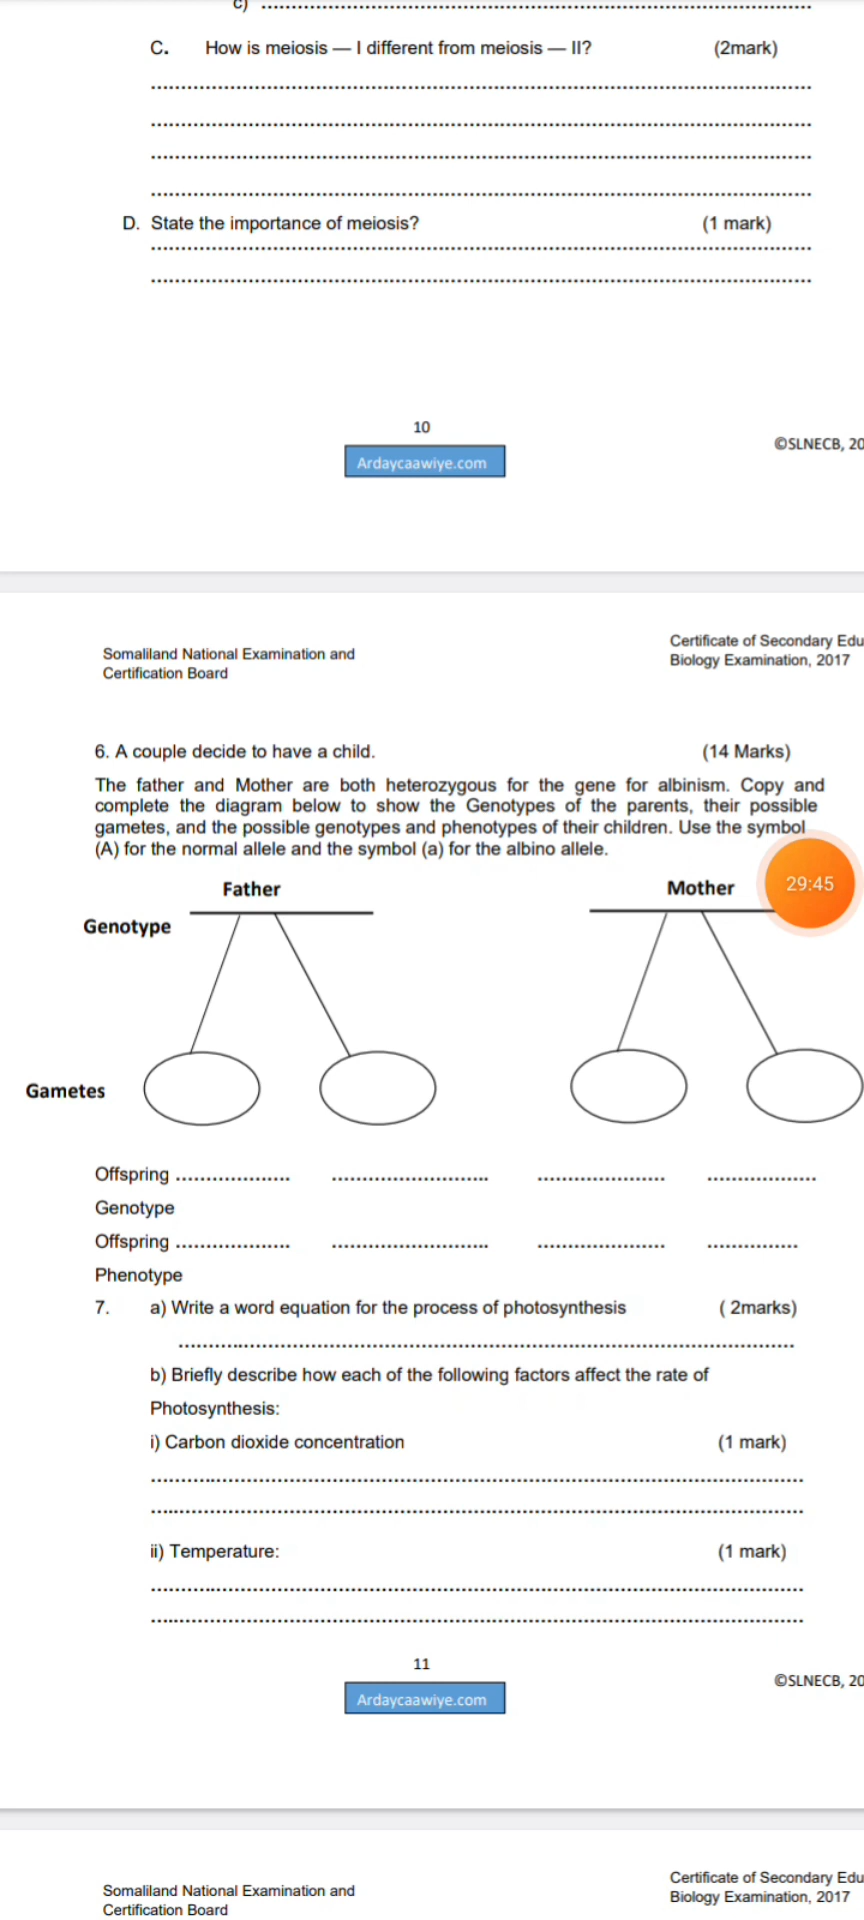 c) ........................................
C. How is meiosis — I different from meiosis — II? (2mark)
........................................
........................................
........................................
........................................
D. State the importance of meiosis? (1 mark)
........................................
........................................
10
©SLNECB, 20
Ardaycaawiye.com
Somaliland National Examination and
Certification Board
Certificate of Secondary Edu
Biology Examination, 2017
6. A couple decide to have a child. (14 Marks)
The father and Mother are both heterozygous for the gene for albinism. Copy and
complete the diagram below to show the Genotypes of the parents, their possible
gametes, and the possible genotypes and phenotypes of their children. Use the symbol
(A) for the normal allele and the symbol (a) for the albino allele.
29:45
Father Mother
Genotype
Gametes
Offspring ................... .......................... ..................... ..................
Genotype
Offspring ................... .......................... ..................... ...............
Phenotype
7. a) Write a word equation for the process of photosynthesis ( 2marks)
........................................
b) Briefly describe how each of the following factors affect the rate of
Photosynthesis:
i) Carbon dioxide concentration (1 mark)
........................................
........................................
ii) Temperature: (1 mark)
........................................
........................................
11
©SLNECB, 20
Ardaycaawiye.com
Somaliland National Examination and
Certification Board
Certificate of Secondary Edu
Biology Examination, 2017